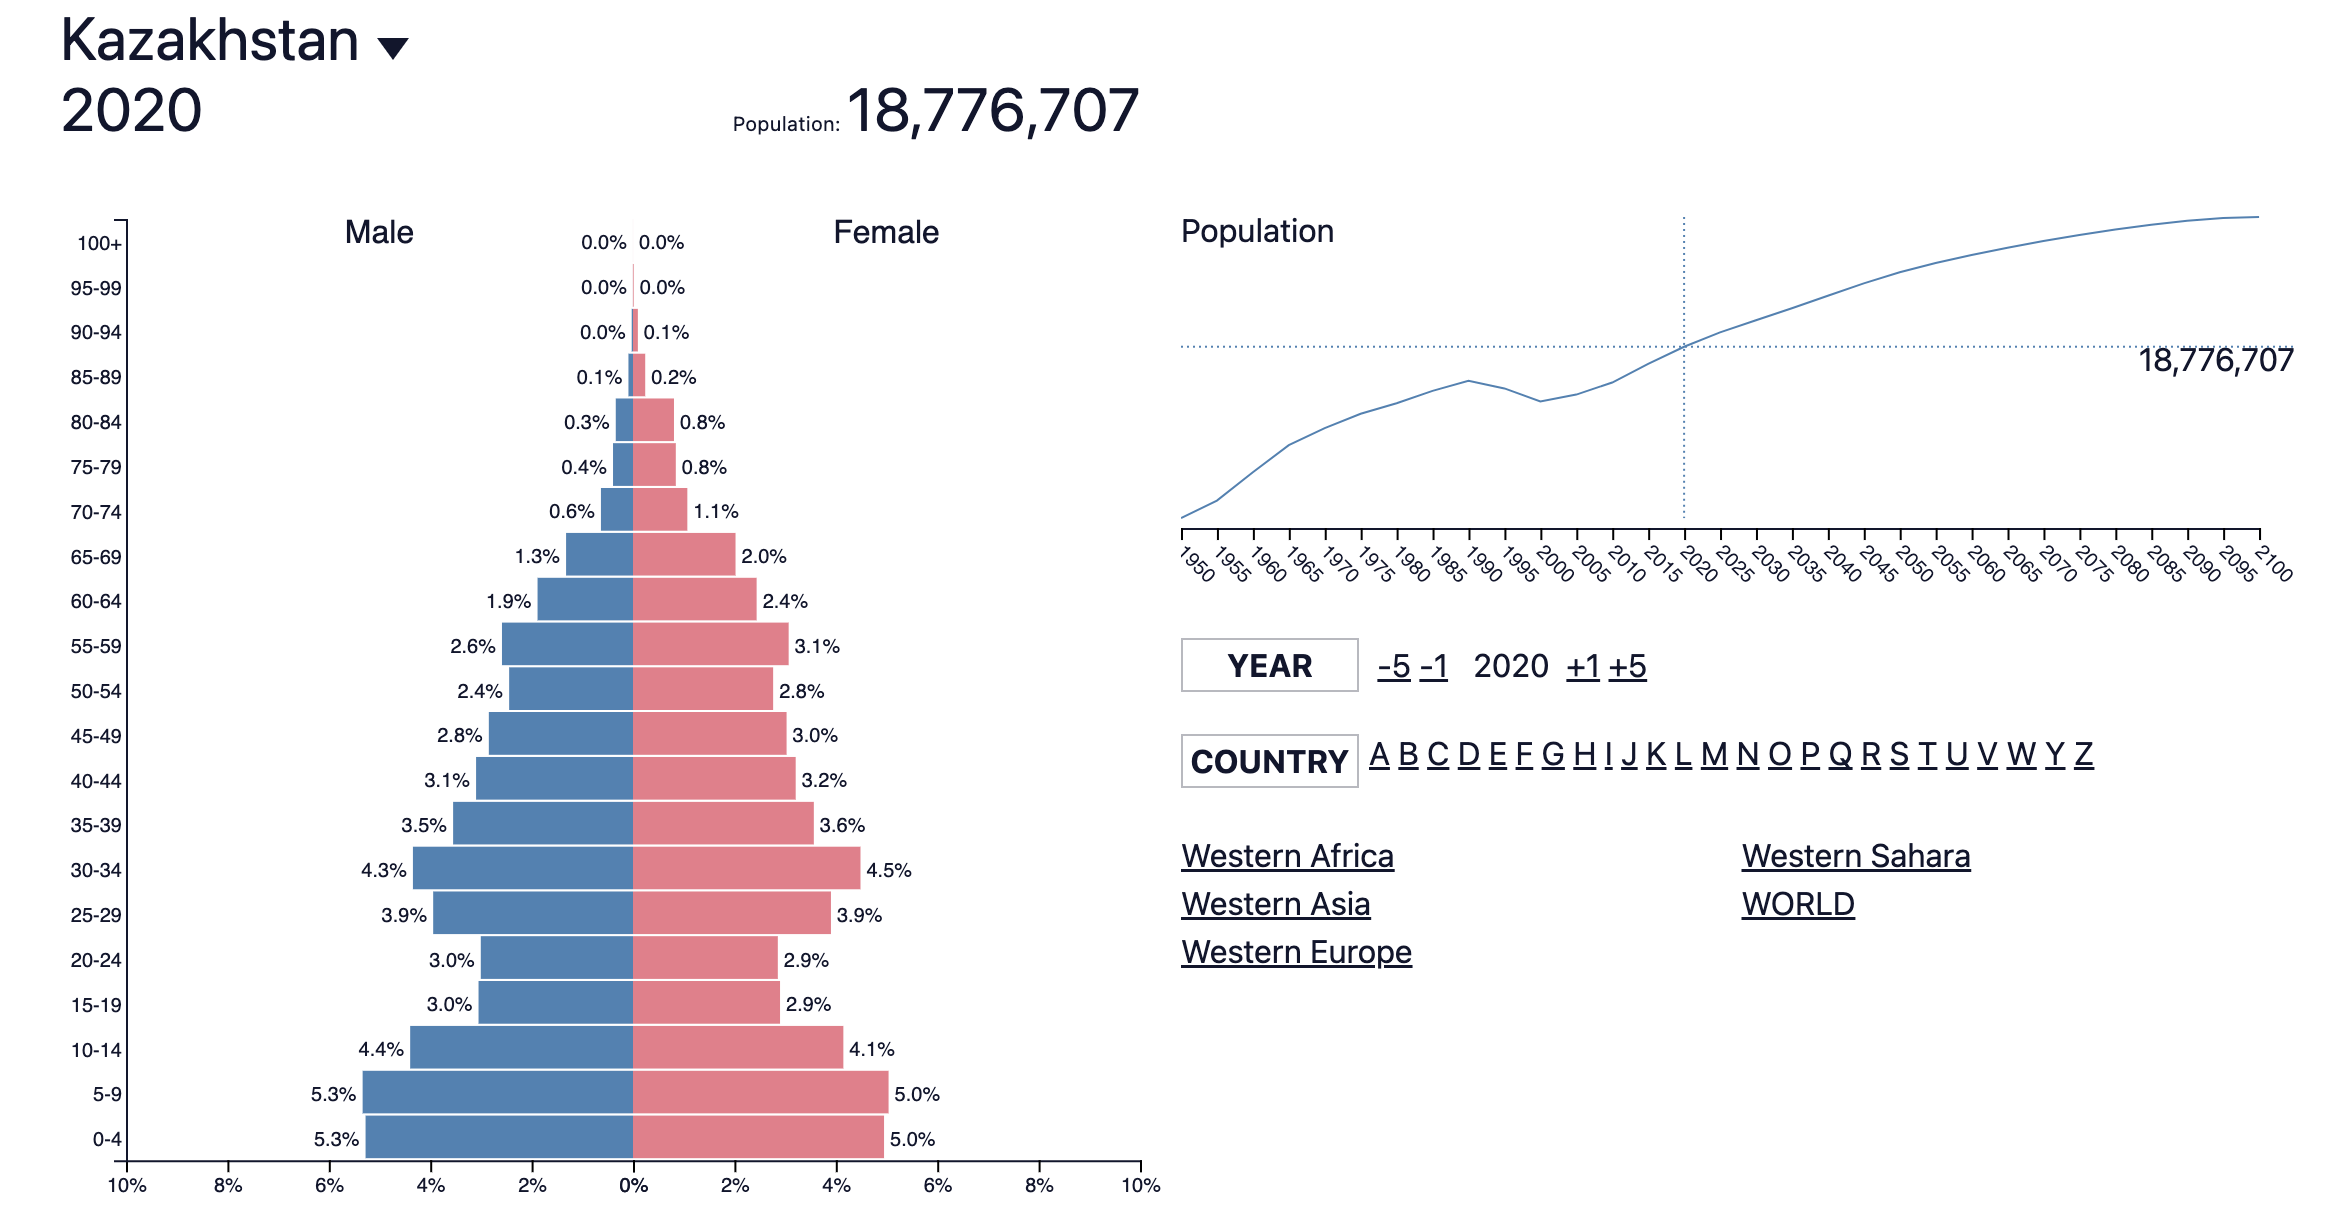 Kazakhstan
2020
Population: 18,776,707
Male Female
100+ 0.0% 0.0%
95-99 0.0% 0.0%
90-94 0.0% 0.1%
85-89 0.1% 0.2%
80-84 0.3% 0.8%
75-79 0.4% 0.8%
70-74 0.6% 1.1%
65-69 1.3% 2.0%
60-64 1.9% 2.4%
55-59 2.6% 3.1%
50-54 2.4% 2.8%
45-49 2.8% 3.0%
40-44 3.1% 3.2%
35-39 3.5% 3.6%
30-34 4.3% 4.5%
25-29 3.9% 3.9%
20-24 3.0% 2.9%
15-19 3.0% 2.9%
10-14 4.4% 4.1%
5-9 5.3% 5.0%
0-4 5.3% 5.0%
10% 8% 6% 4% 2% 0% 2% 4% 6% 8% 10%
Population
18,776,707
1950 1955 1960 1965 1970 1975 1980 1985 1990 1995 2000 2005 2010 2015 2020 2025 2030 2035 2040 2045 2050 2055 2060 2065 2070 2075 2080 2085 2090 2095 2100
YEAR -5 -1 2020 +1 +5
COUNTRY A B C D E F G H I J K L M N O P Q R S T U V W Y Z
Western Africa Western Sahara
Western Asia WORLD
Western Europe